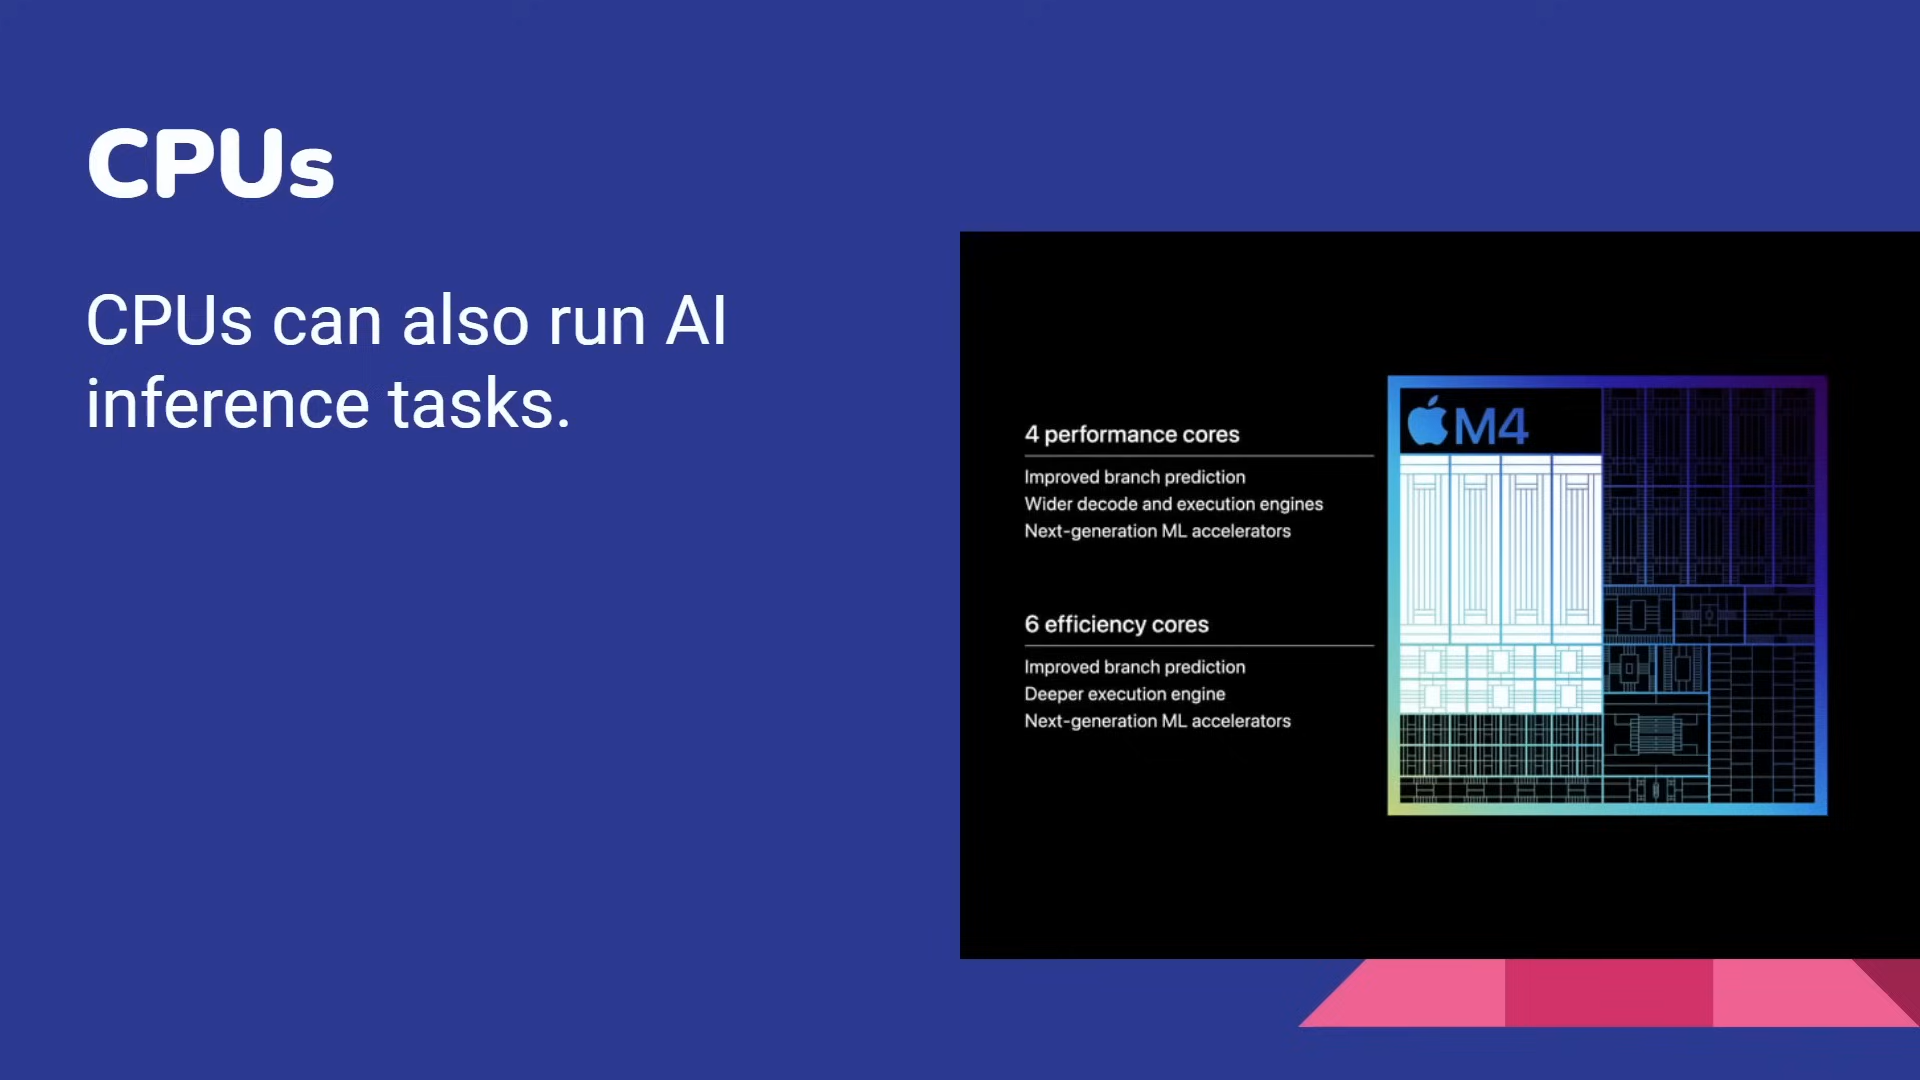 CPUs
CPUs can also run AI
inference tasks.
4 performance cores
Improved branch prediction
Wider decode and execution engines
Next-generation ML accelerators
6 efficiency cores
Improved branch prediction
Deeper execution engine
Next-generation ML accelerators
M4